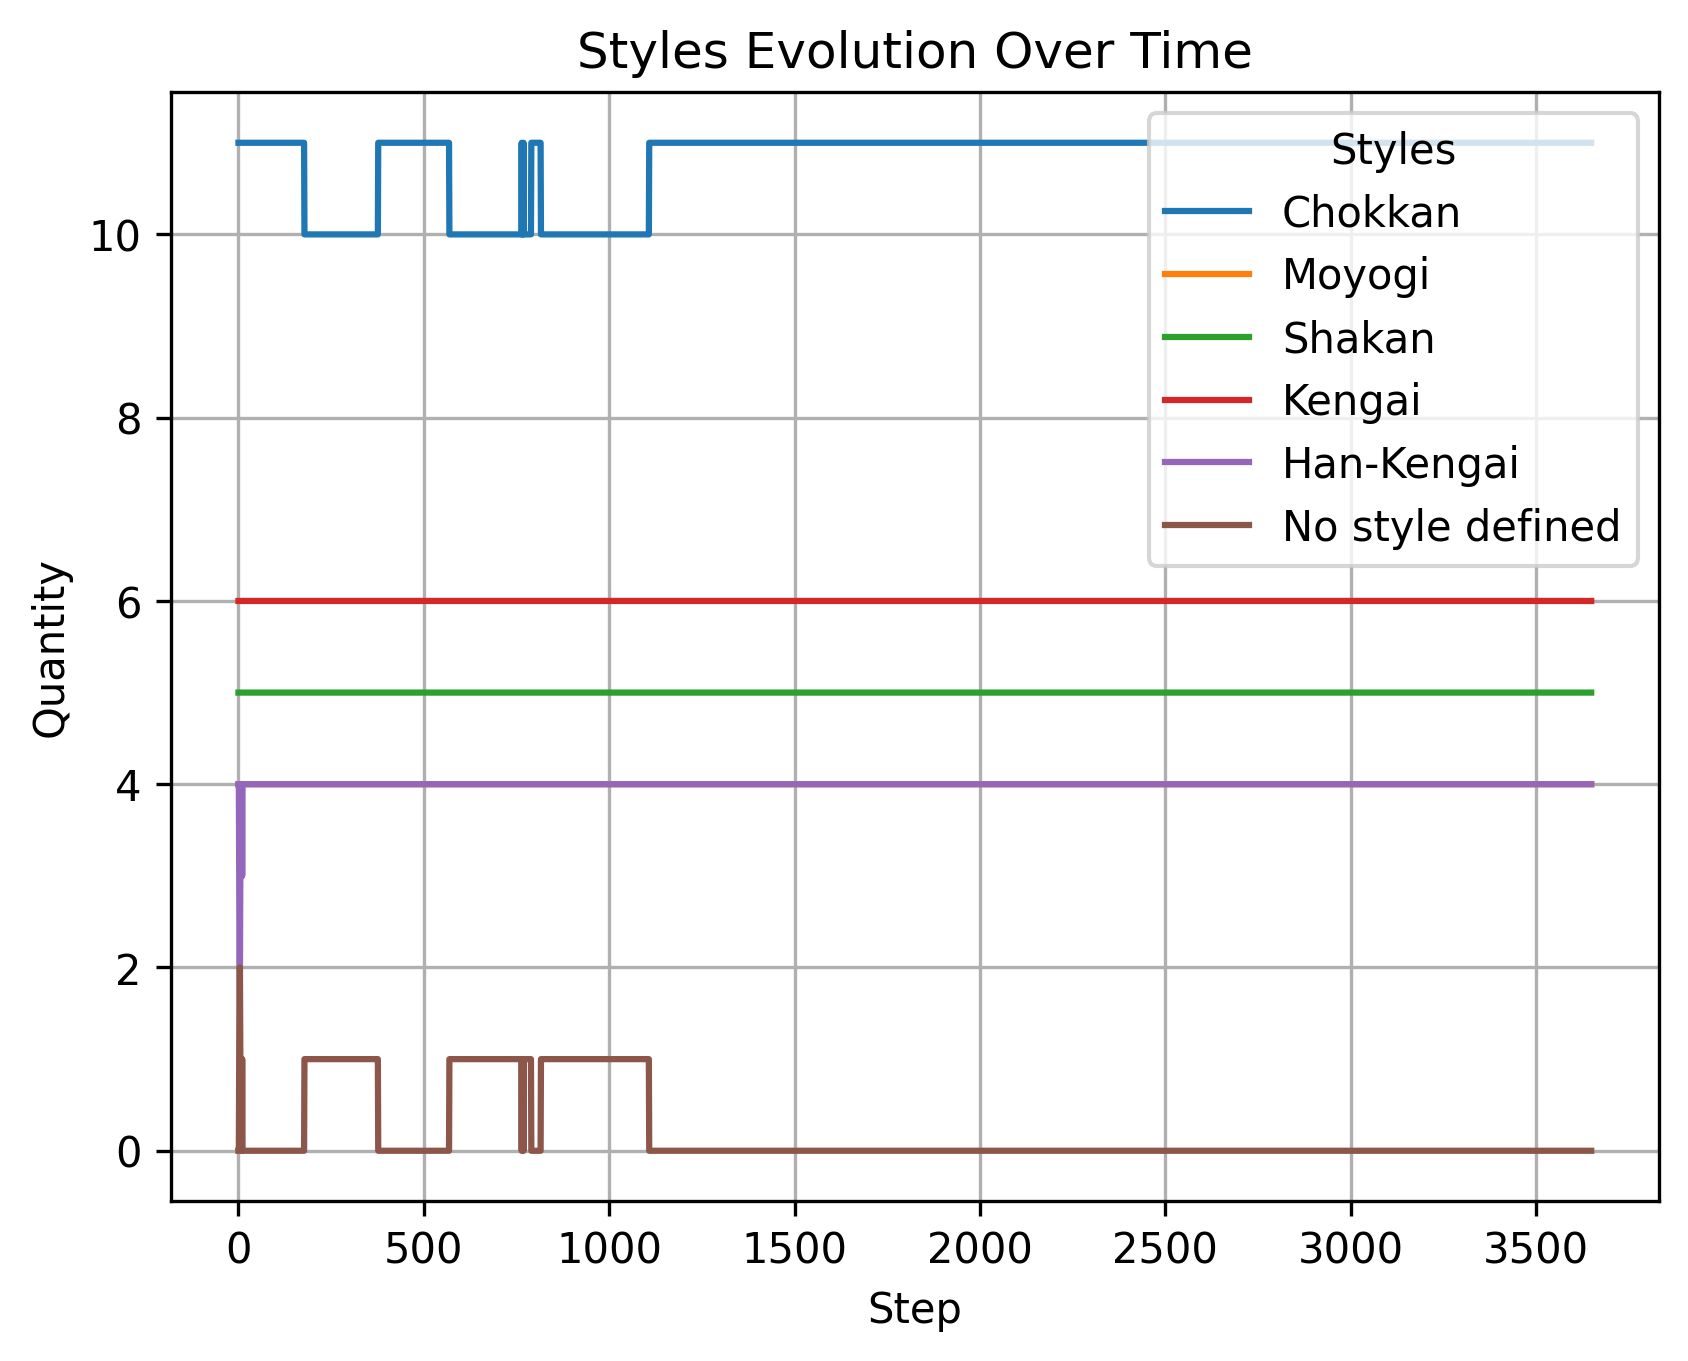 Styles Evolution Over Time
Styles
Chokkan
Moyogi
Shakan
Kengai
Han-Kengai
No style defined
Quantity
10
8
6
4
2
0
0 500 1000 1500 2000 2500 3000 3500
Step